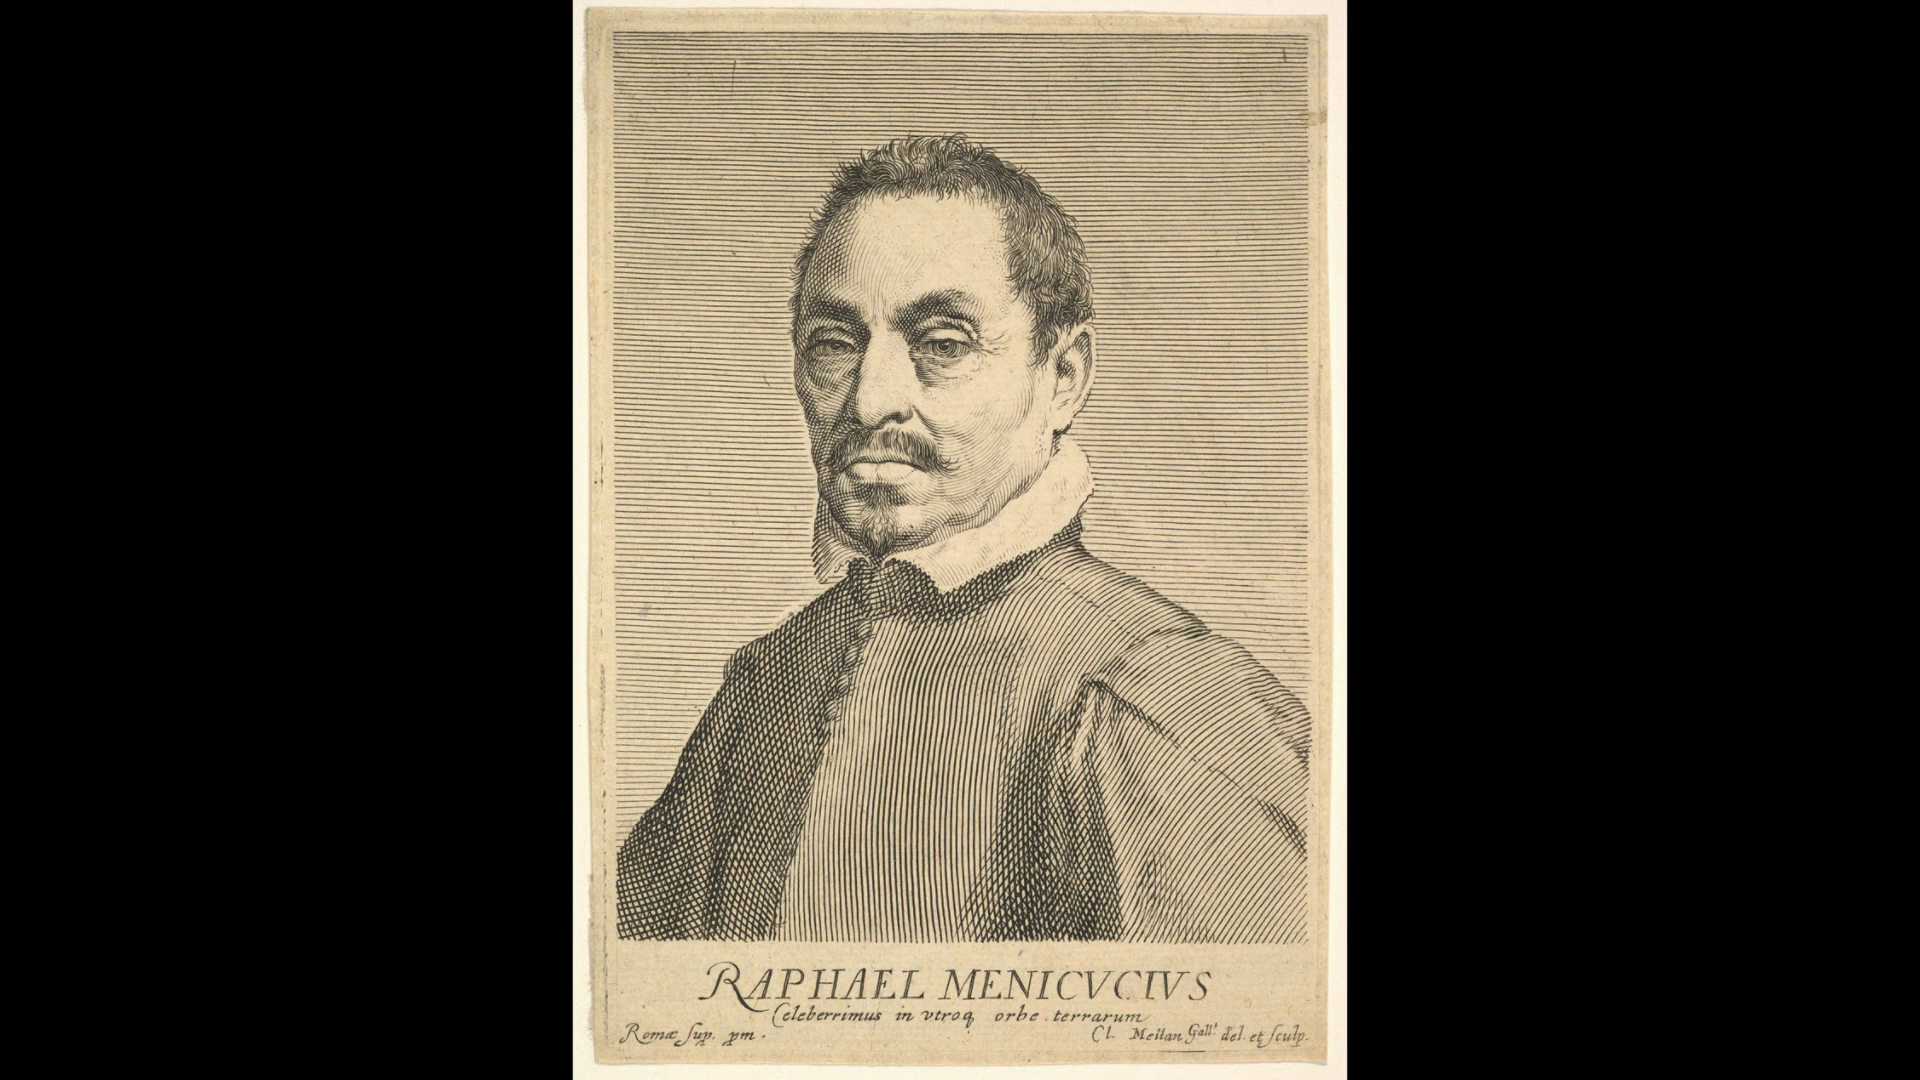 RAPHAEL MENICVCIVS
Celeberrimus in vtroq, orbe terrarum
Romæ Sup. pm. Cl. Mellan Gall.' del. et sculp.